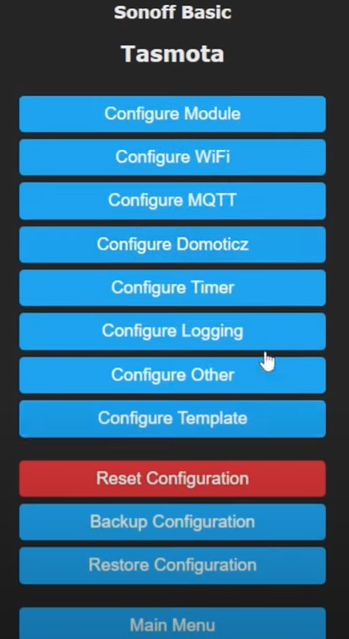 Sonoff Basic
Tasmota
Configure Module
Configure WiFi
Configure MQTT
Configure Domoticz
Configure Timer
Configure Logging
Configure Other
Configure Template
Reset Configuration
Backup Configuration
Restore Configuration
Main Menu